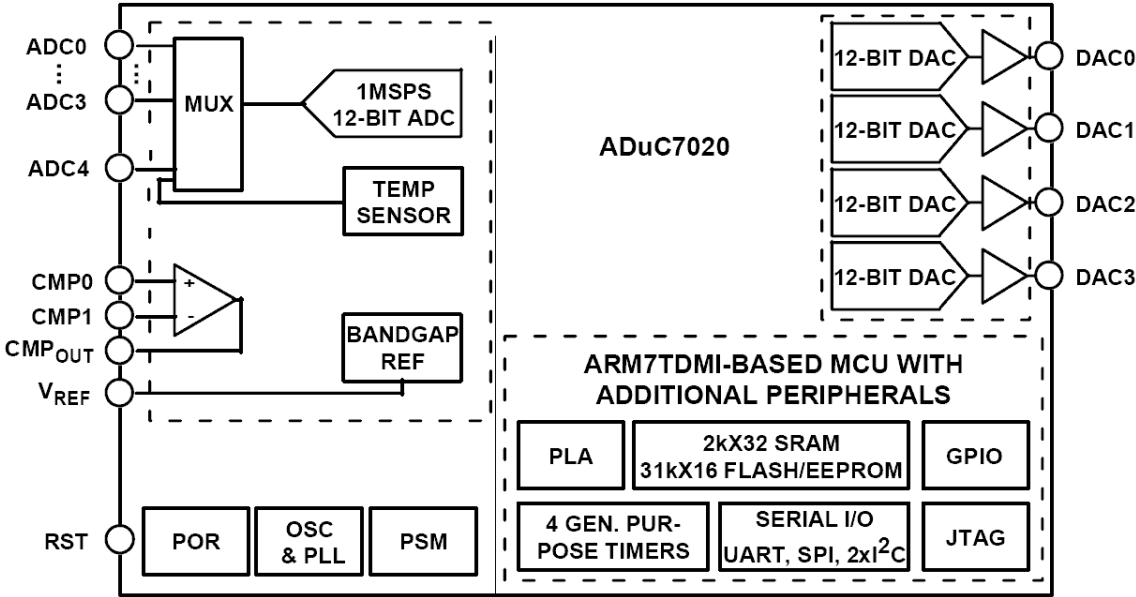 ADC0
ADC3
ADC4
MUX
1MSPS
12-BIT ADC
TEMP
SENSOR
CMP0
CMP1
CMPOUT
VREF
+
-
BANDGAP
REF
RST
POR
OSC
& PLL
PSM
ADuC7020
12-BIT DAC
DAC0
12-BIT DAC
DAC1
12-BIT DAC
DAC2
12-BIT DAC
DAC3
ARM7TDMI-BASED MCU WITH
ADDITIONAL PERIPHERALS
PLA
2kX32 SRAM
31kX16 FLASH/EEPROM
GPIO
4 GEN. PUR-
POSE TIMERS
SERIAL I/O
UART, SPI, 2xI²C
JTAG